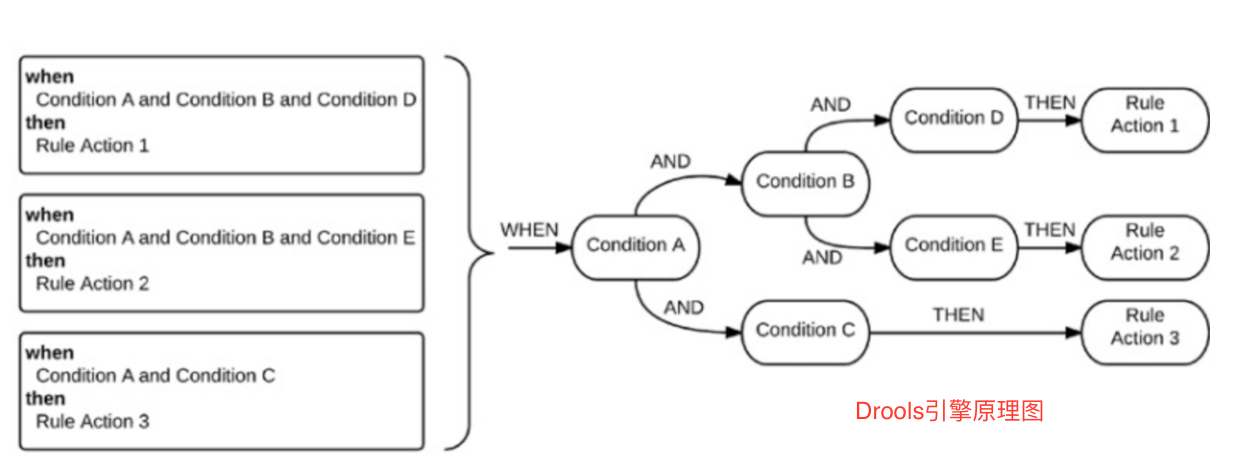 when
Condition A and Condition B and Condition D
then
Rule Action 1
when
Condition A and Condition B and Condition E
then
Rule Action 2
when
Condition A and Condition C
then
Rule Action 3
WHEN
Condition A
AND
Condition B
AND
Condition D
THEN
Rule
Action 1
AND
Condition E
THEN
Rule
Action 2
AND
Condition C
THEN
Rule
Action 3
Drools引擎原理图